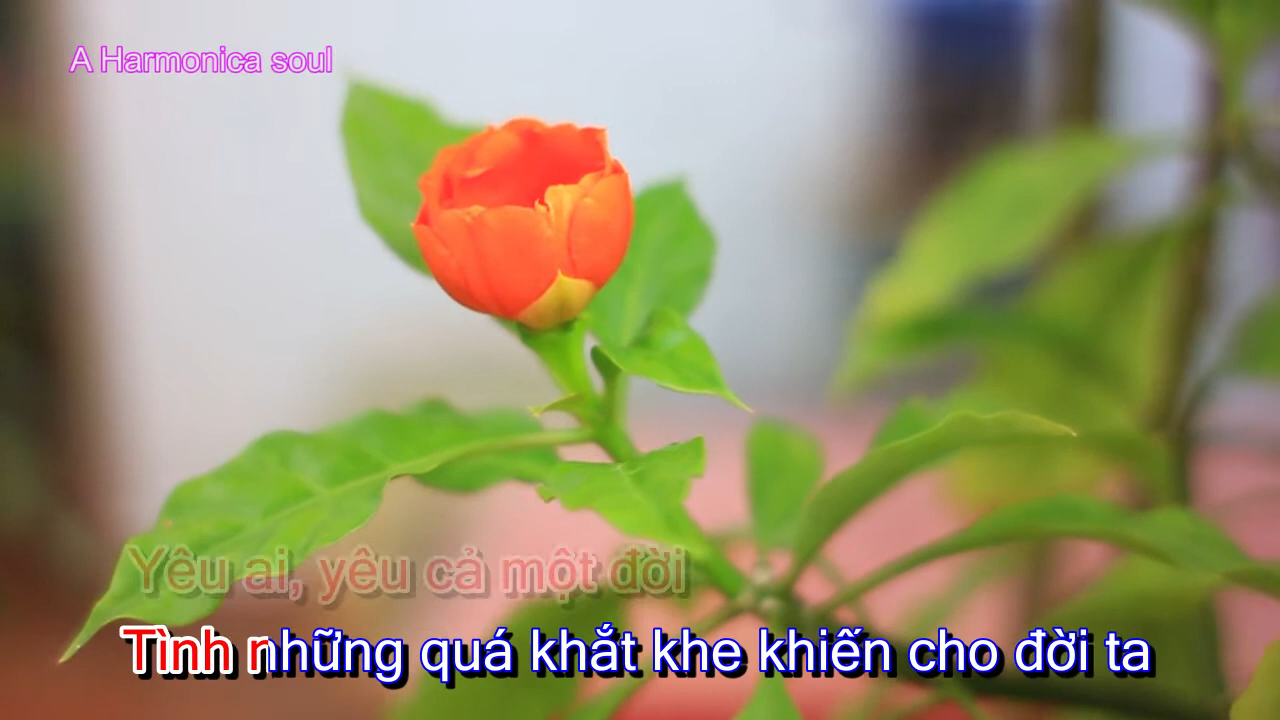 A Harmonica soul
Yêu ai, yêu cả một đời
Tình những quá khắt khe khiến cho đời ta